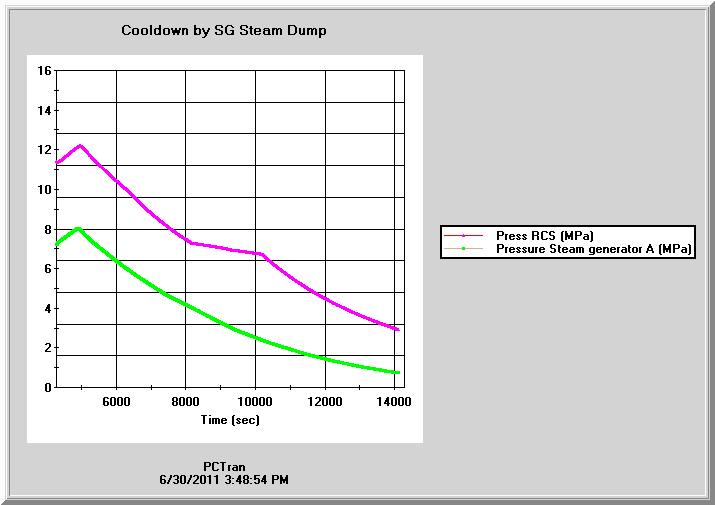 Cooldown by SG Steam Dump
16
14
12
10
8
6
4
2
0
6000 8000 10000 12000 14000
Time (sec)
Press RCS (MPa)
Pressure Steam generator A (MPa)
PCTran
6/30/2011 3:48:54 PM